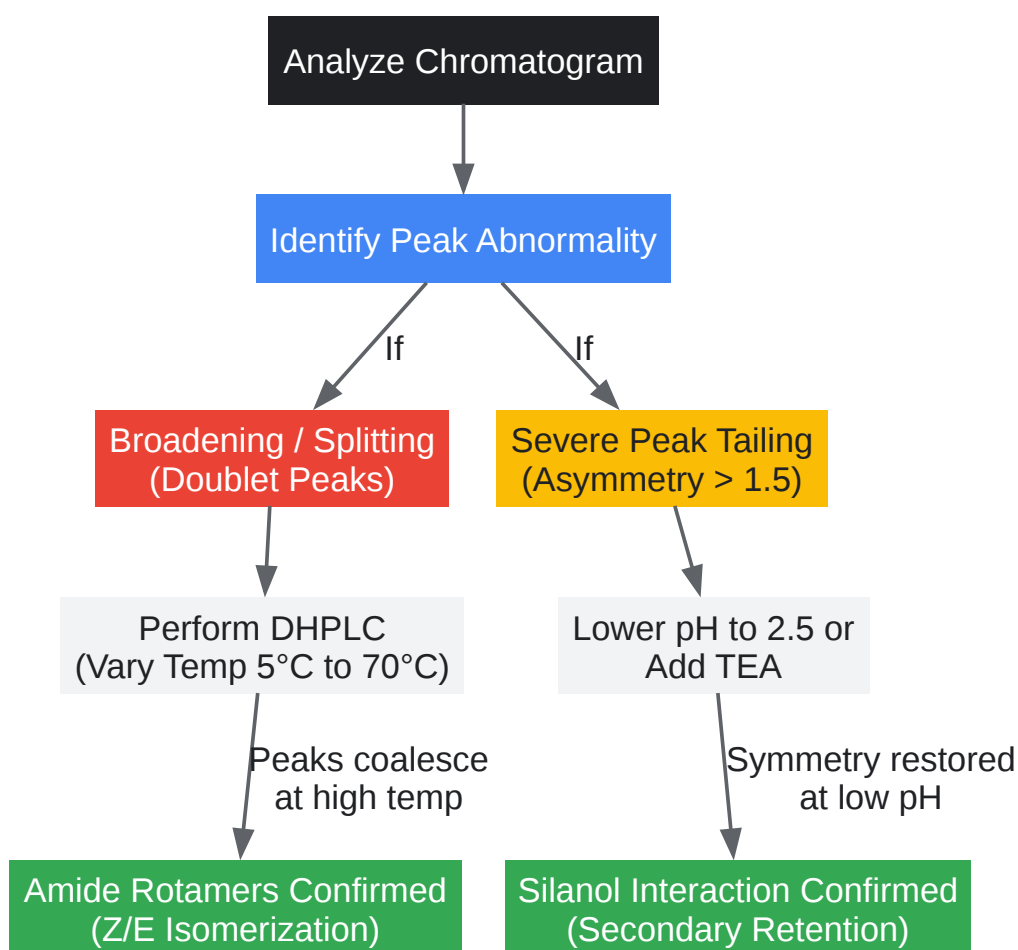 Analyze Chromatogram
Identify Peak Abnormality
If
If
Broadening / Splitting
(Doublet Peaks)
Severe Peak Tailing
(Asymmetry > 1.5)
Perform DHPLC
(Vary Temp 5°C to 70°C)
Lower pH to 2.5 or
Add TEA
Peaks coalesce
at high temp
Symmetry restored
at low pH
Amide Rotamers Confirmed
(Z/E Isomerization)
Silanol Interaction Confirmed
(Secondary Retention)